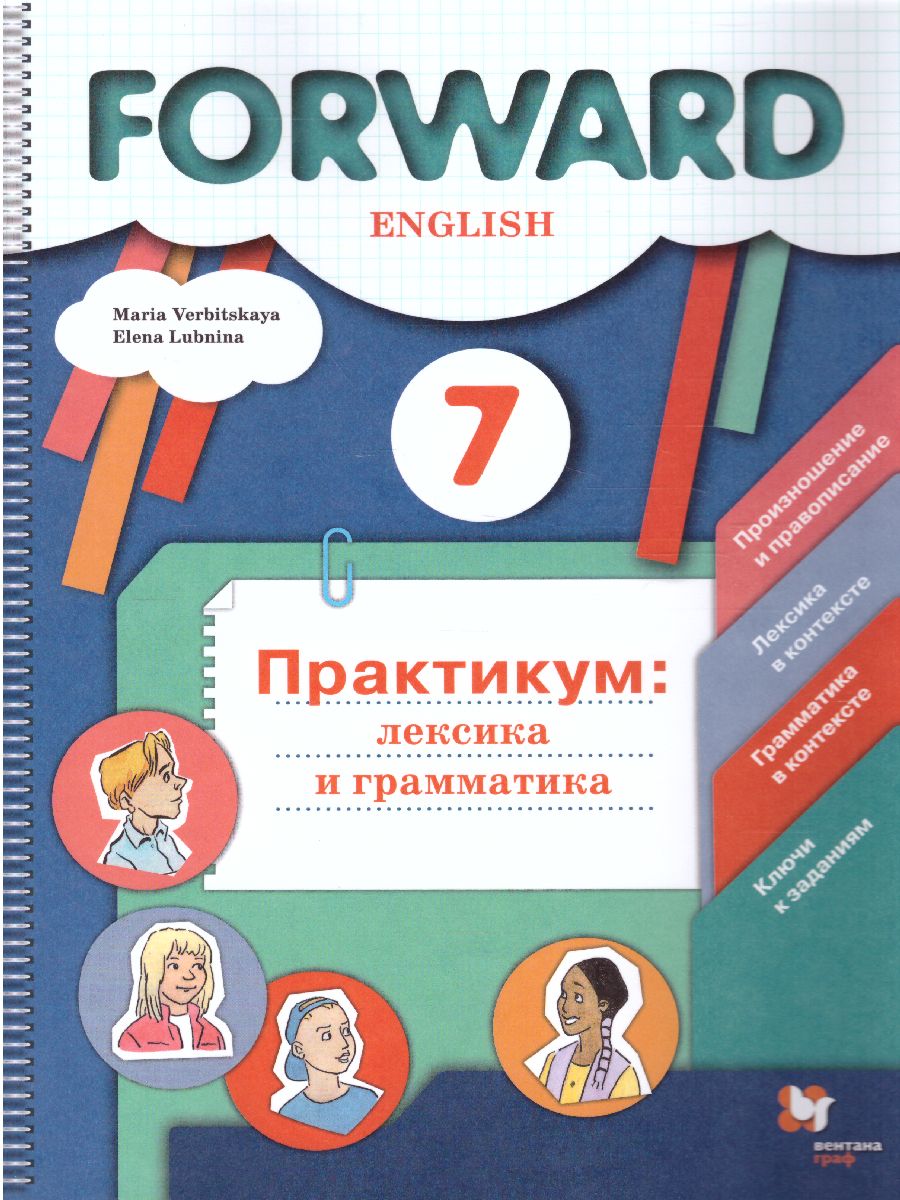 FORWARD
ENGLISH
Maria Verbitskaya
Elena Lubnina
7
Произношение
и правописание
Лексика
в контексте
Грамматика
в контексте
Ключи
к заданиям
Практикум:
лексика
и грамматика
вентана
граф